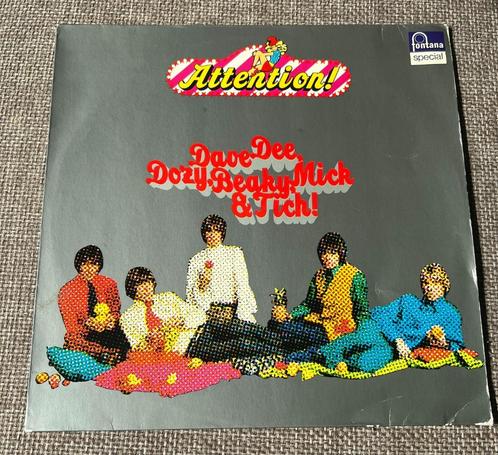 Attention!
fontana
special
Dave Dee,
Dozy, Beaky, Mick
& Tich!